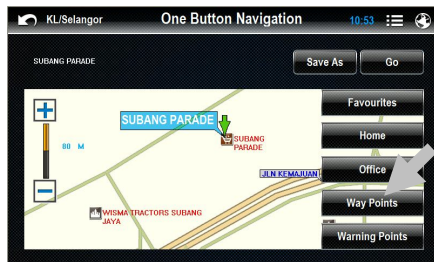 KL/Selangor
One Button Navigation
10:53
SUBANG PARADE
Save As
Go
Favourites
SUBANG PARADE
80 M
SUBANG
PARADE
Home
JLN KEMAJUAN
Office
WISMA TRACTORS SUBANG
JAYA
Way Points
Warning Points